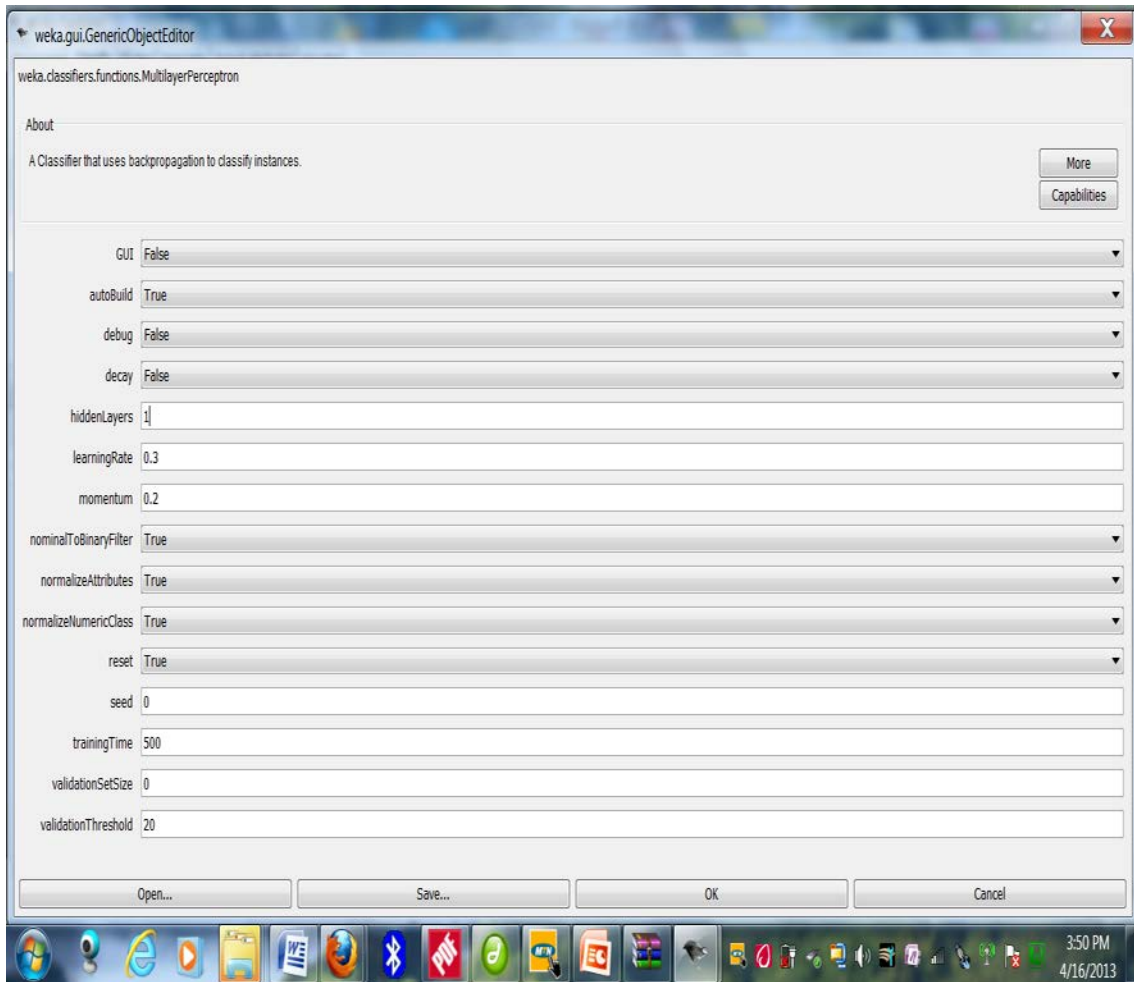 weka.gui.GenericObjectEditor
X
weka.classifiers.functions.MultilayerPerceptron
About
A Classifier that uses backpropagation to classify instances.
More
Capabilities
GUI False
autoBuild True
debug False
decay False
hiddenLayers 1
learningRate 0.3
momentum 0.2
nominalToBinaryFilter True
normalizeAttributes True
normalizeNumericClass True
reset True
seed 0
trainingTime 500
validationSetSize 0
validationThreshold 20
Open... Save... OK Cancel
MTN
3:50 PM
4/16/2013